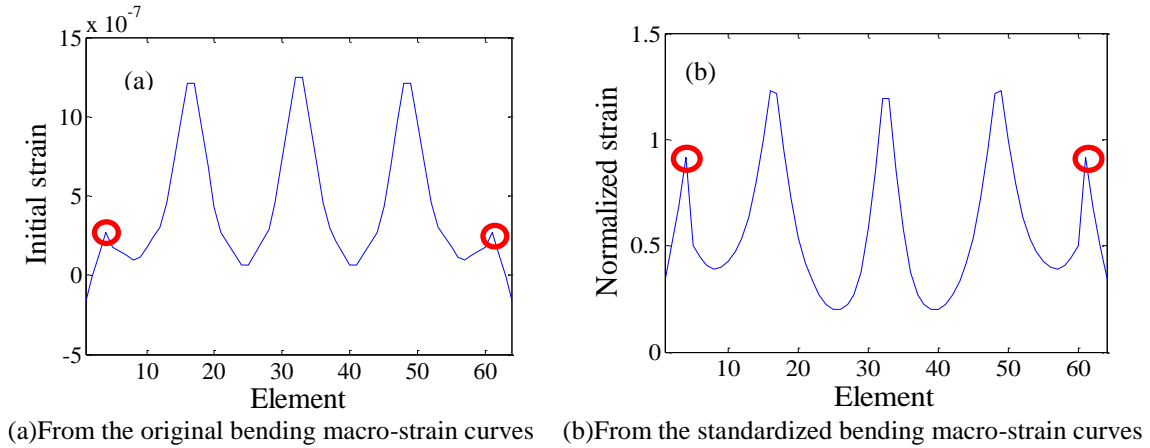 x 10^-7
15
10
5
0
-5
(a)
Initial strain
10 20 30 40 50 60
Element
1.5
1
0.5
0
(b)
Normalized strain
10 20 30 40 50 60
Element
(a)From the original bending macro-strain curves
(b)From the standardized bending macro-strain curves